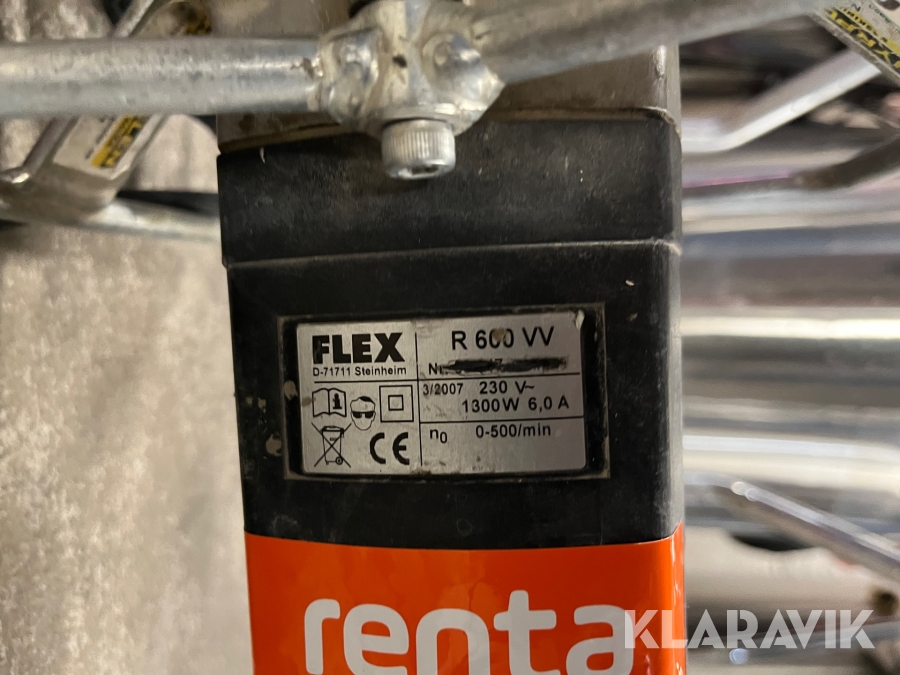 FLEX
D-71711 Steinheim
R 600 VV
3/2007 230 V~
1300W 6,0 A
n0 0-500/min
CE
renta
KLARAVIK